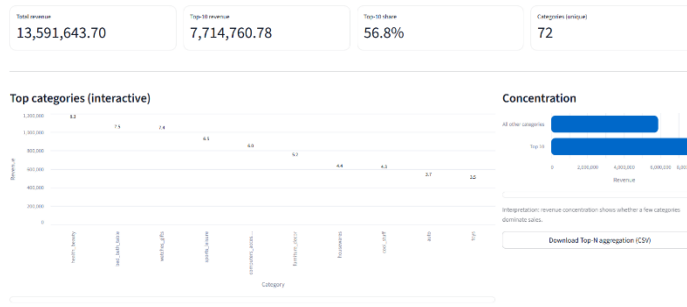 Total revenue
13,591,643.70
Top-10 revenue
7,714,760.78
Top-10 share
56.8%
Categories (unique)
72
Top categories (interactive)
1,000,000
800,000
600,000
400,000
200,000
0
Revenue
health_beauty
bed_bath_table
watches_gifts
sports_leisure
furniture_decor
housewares
cool_stuff
auto
toys
Category
Concentration
All other categories
Top-10
0
2,000,000
4,000,000
6,000,000
Revenue
Interpretation: revenue concentration shows whether a few categories
dominate sales.
Download Top-N aggregation (CSV)